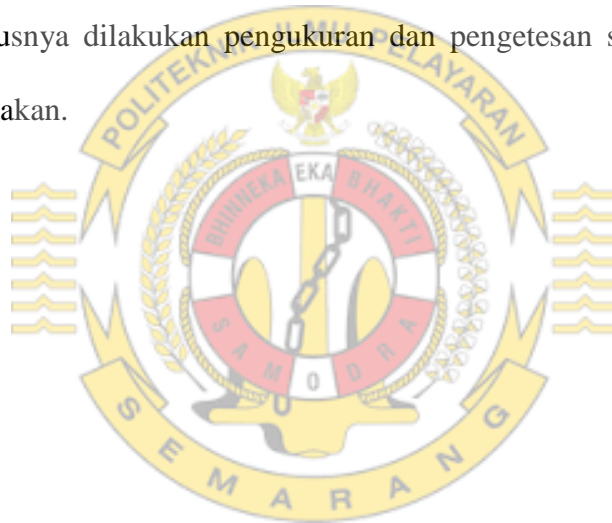 usnya dilakukan pengukuran dan pengetesan s
akan.
POLITEKNIK ILMU PELAYARAN
BHINNEKA EKA BHAKTI
SAMODRA
SEMARANG